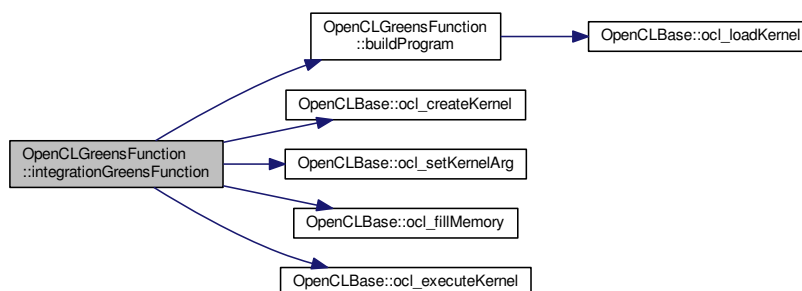 OpenCLGreensFunction
::buildProgram
OpenCLBase::ocl_loadKernel
OpenCLBase::ocl_createKernel
OpenCLGreensFunction
::integrationGreensFunction
OpenCLBase::ocl_setKernelArg
OpenCLBase::ocl_fillMemory
OpenCLBase::ocl_executeKernel